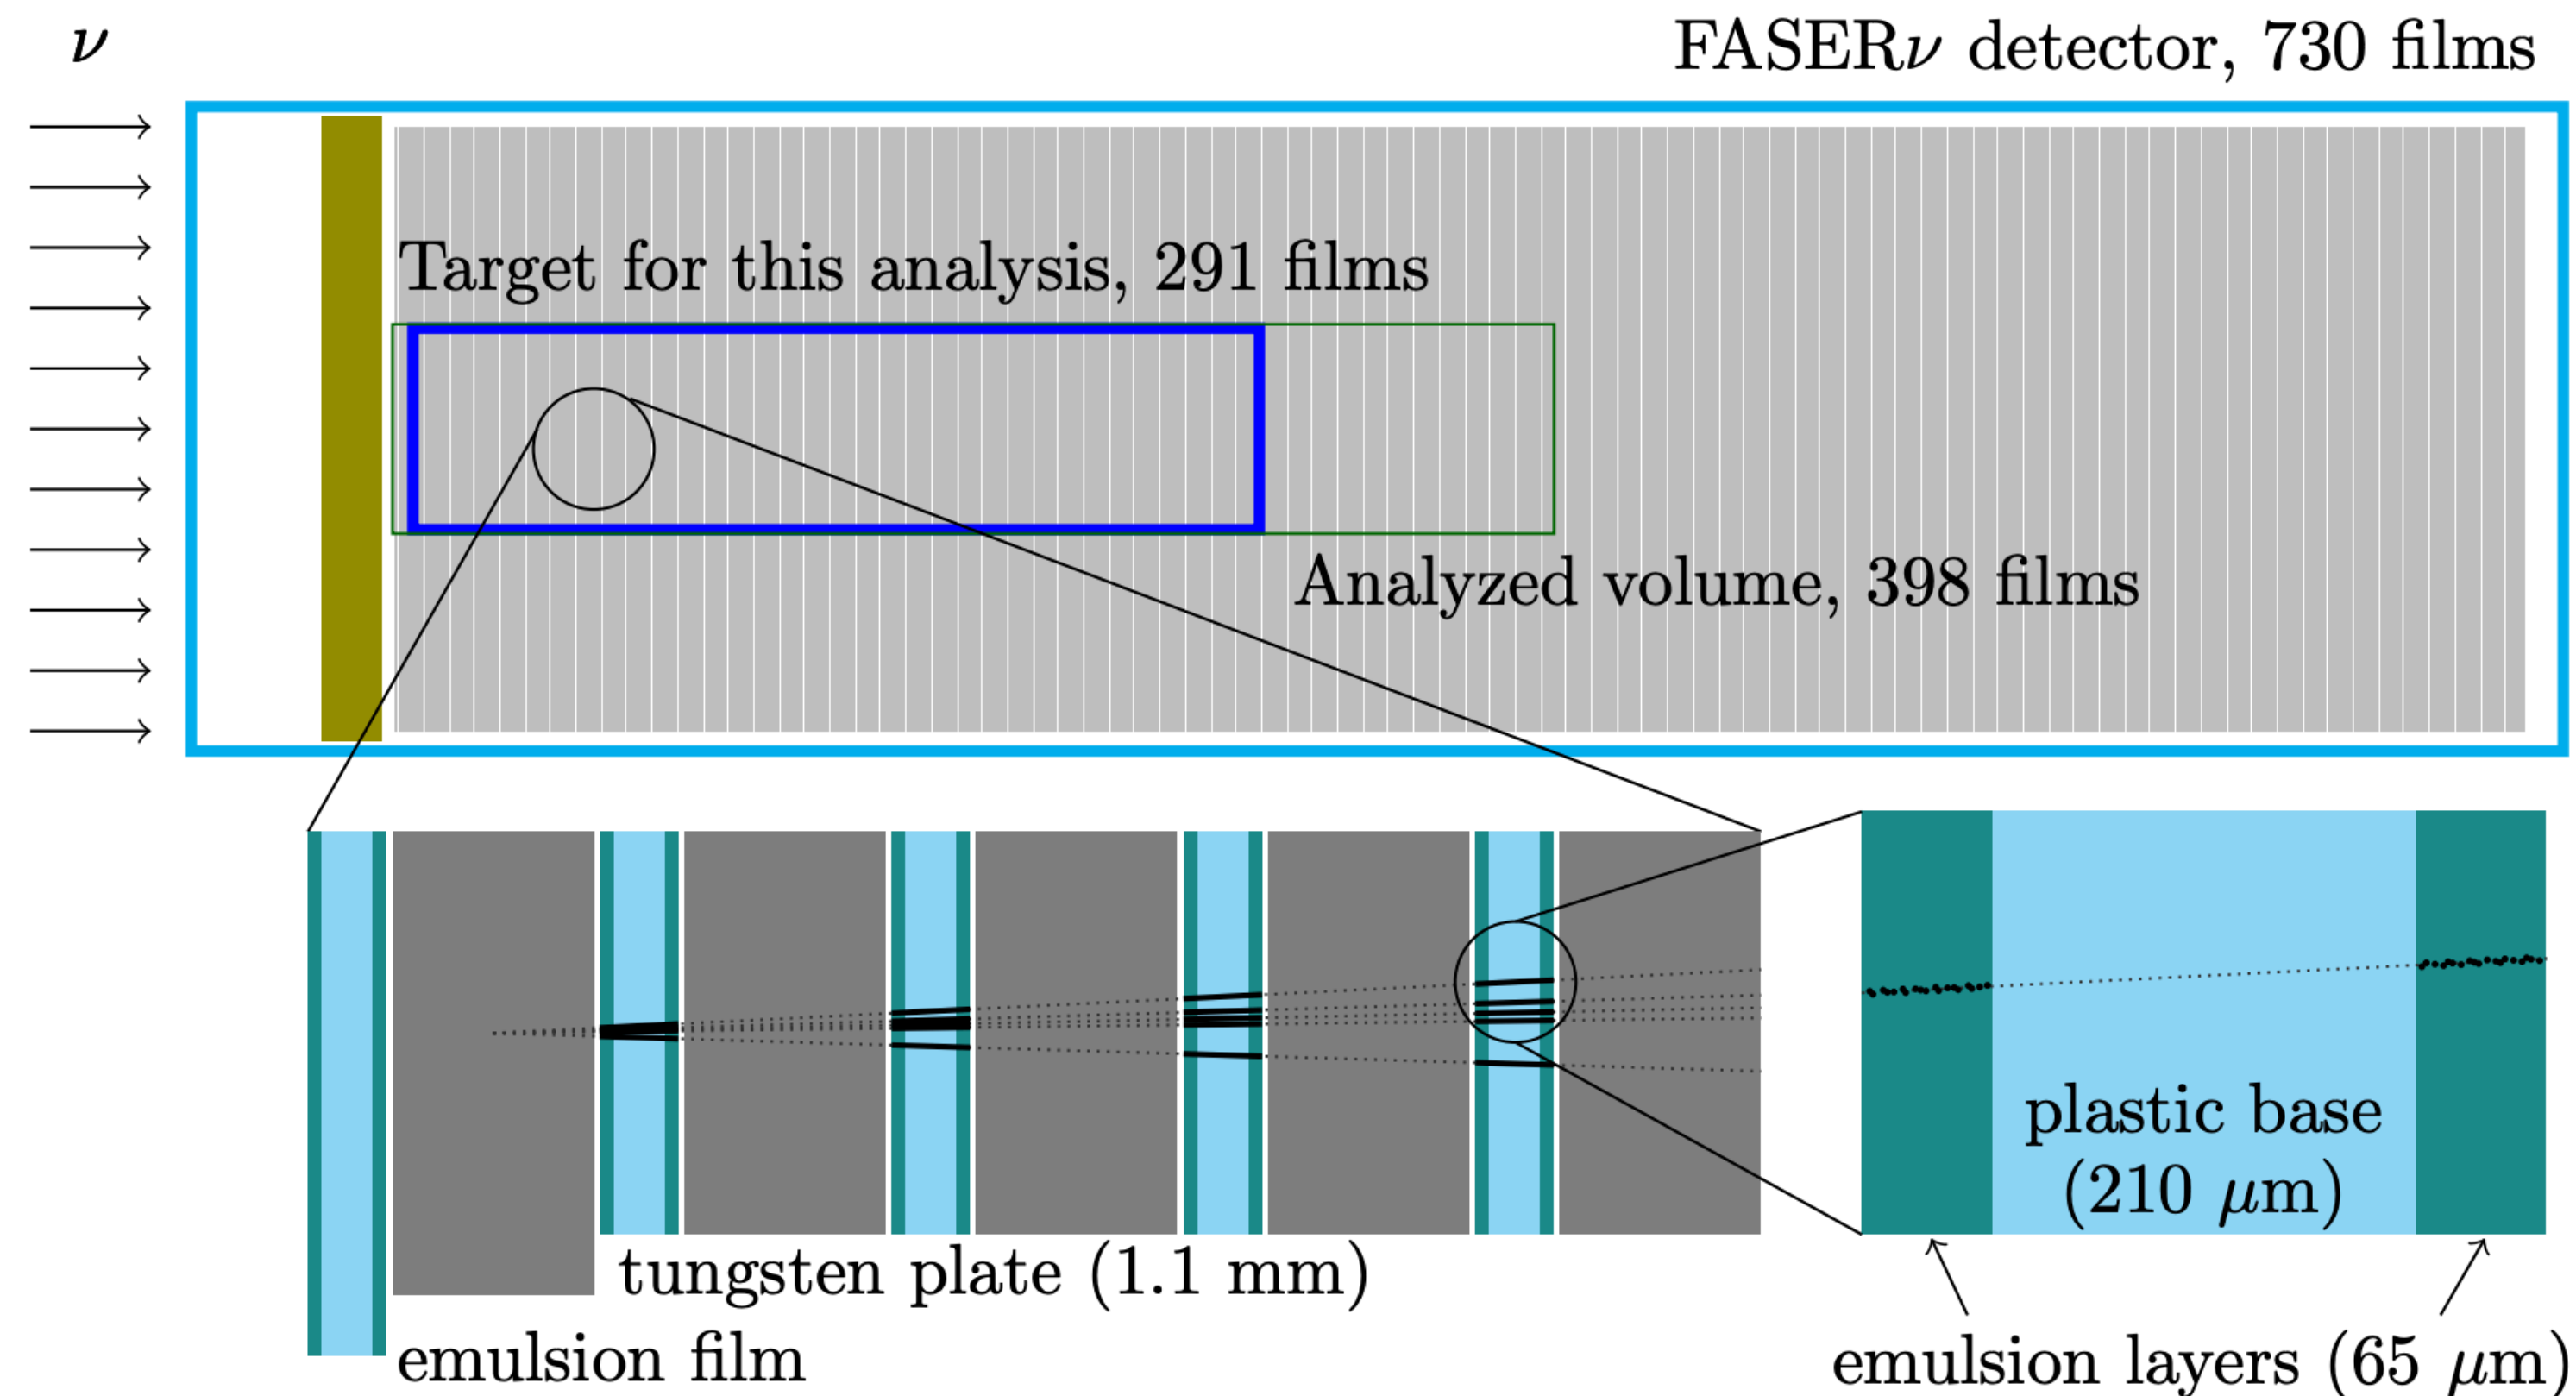 ν
FASERν detector, 730 films
Target for this analysis, 291 films
Analyzed volume, 398 films
plastic base
(210 μm)
tungsten plate (1.1 mm)
emulsion film
emulsion layers (65 μm)